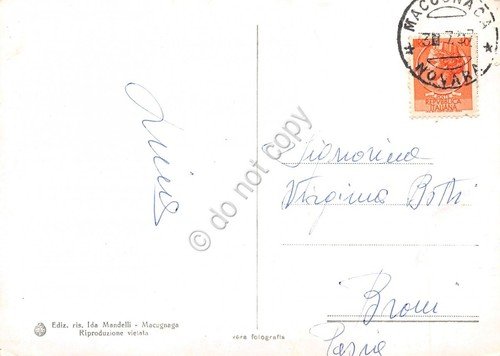 MACUGNAGA
NOVARA
REPUBBLICA
ITALIANA
Signorina
Virginia Botti
Broni
Pavia
do not copy
Ediz. ris. Ida Mandelli - Macugnaga
Riproduzione vietata
vera fotografia